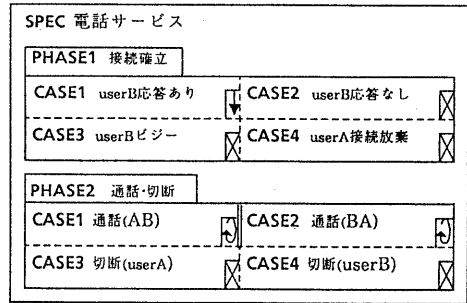 SPEC 電話サービス
PHASE1 接続確立
CASE1 userB応答あり CASE2 userB応答なし
CASE3 userBビジー CASE4 userA接続放棄
PHASE2 通話・切断
CASE1 通話(AB) CASE2 通話(BA)
CASE3 切断(userA) CASE4 切断(userB)